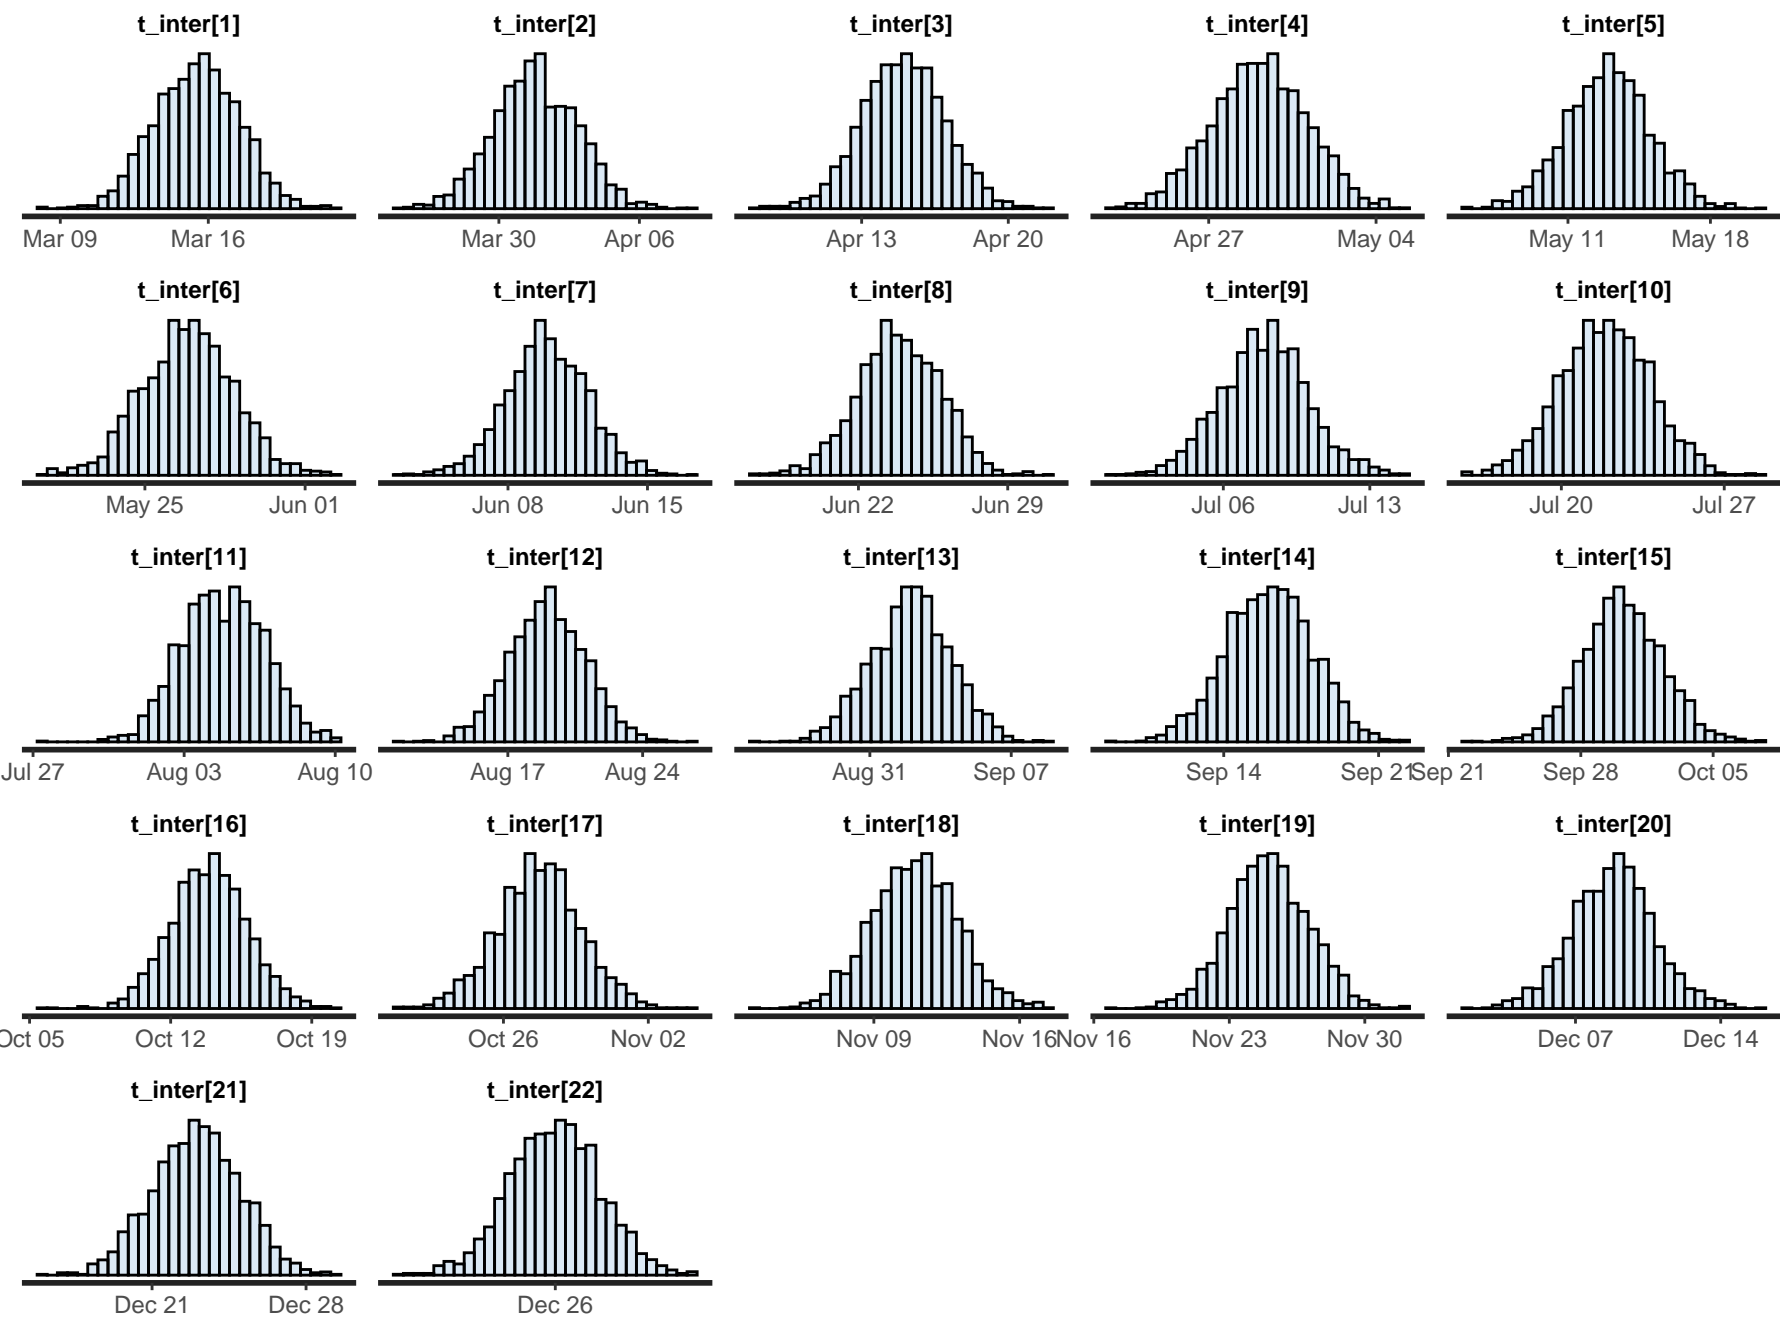 t_inter[1] t_inter[2] t_inter[3] t_inter[4] t_inter[5]
Mar 09 Mar 16 Mar 30 Apr 06 Apr 13 Apr 20 Apr 27 May 04 May 11 May 18
t_inter[6] t_inter[7] t_inter[8] t_inter[9] t_inter[10]
May 25 Jun 01 Jun 08 Jun 15 Jun 22 Jun 29 Jul 06 Jul 13 Jul 20 Jul 27
t_inter[11] t_inter[12] t_inter[13] t_inter[14] t_inter[15]
Jul 27 Aug 03 Aug 10 Aug 17 Aug 24 Aug 31 Sep 07 Sep 14 Sep 21 Sep 21 Sep 28 Oct 05
t_inter[16] t_inter[17] t_inter[18] t_inter[19] t_inter[20]
Oct 05 Oct 12 Oct 19 Oct 26 Nov 02 Nov 09 Nov 16 Nov 16 Nov 23 Nov 30 Dec 07 Dec 14
t_inter[21] t_inter[22]
Dec 21 Dec 28 Dec 26